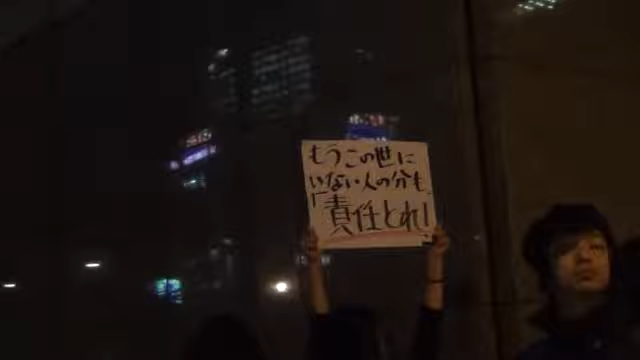 もうこの世に
いない人の分も、
「責任とれ!」